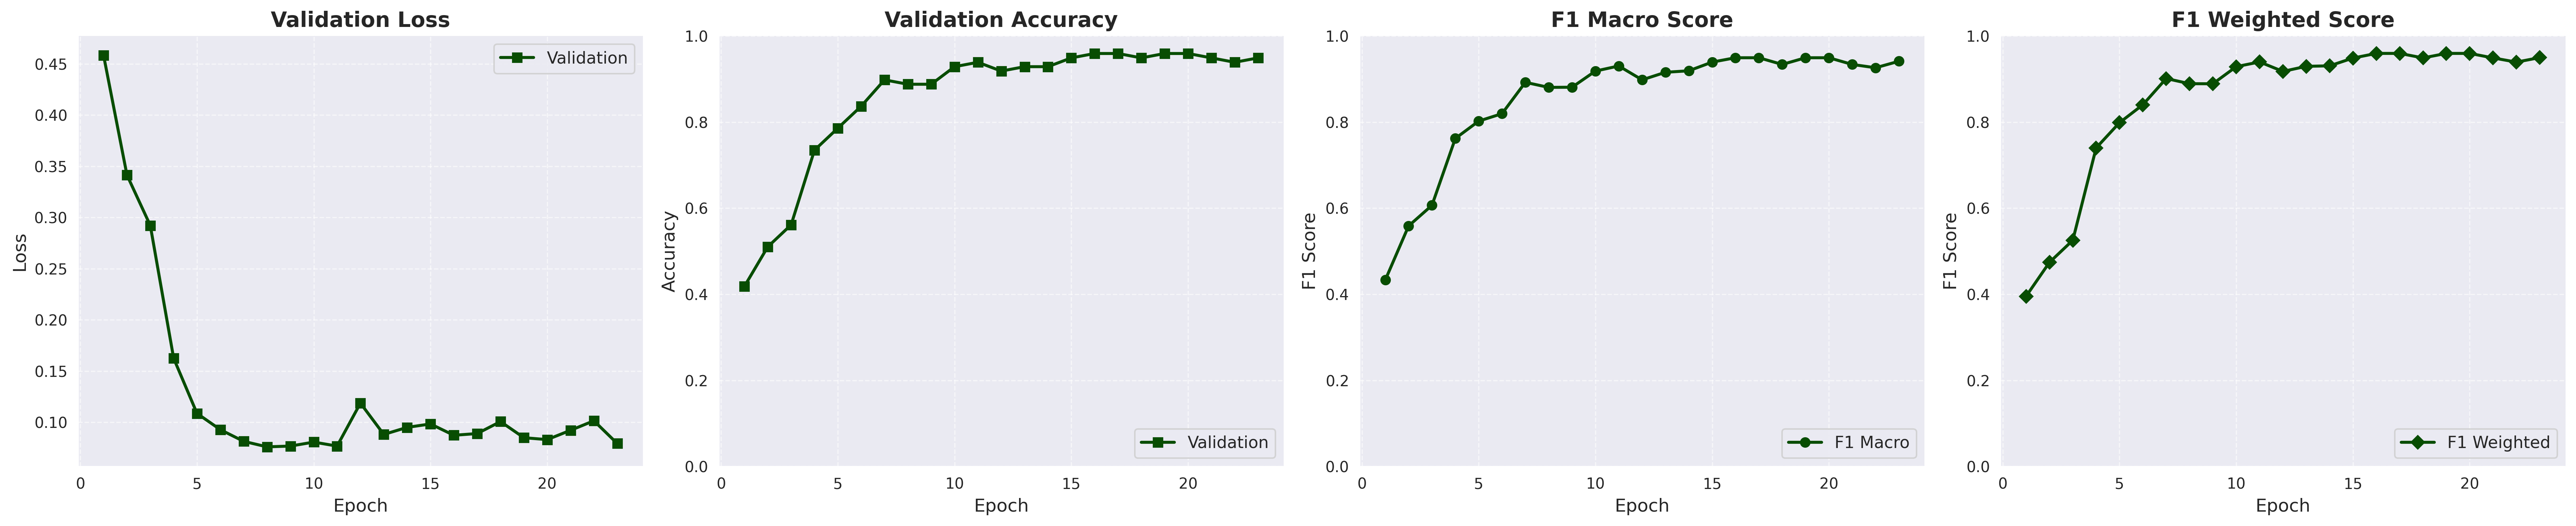 Validation Loss
Loss
0.45
0.40
0.35
0.30
0.25
0.20
0.15
0.10
0 5 10 15 20
Epoch
Validation
Validation Accuracy
Accuracy
1.0
0.8
0.6
0.4
0.2
0.0
0 5 10 15 20
Epoch
Validation
F1 Macro Score
F1 Score
1.0
0.8
0.6
0.4
0.2
0.0
0 5 10 15 20
Epoch
F1 Macro
F1 Weighted Score
F1 Score
1.0
0.8
0.6
0.4
0.2
0.0
0 5 10 15 20
Epoch
F1 Weighted